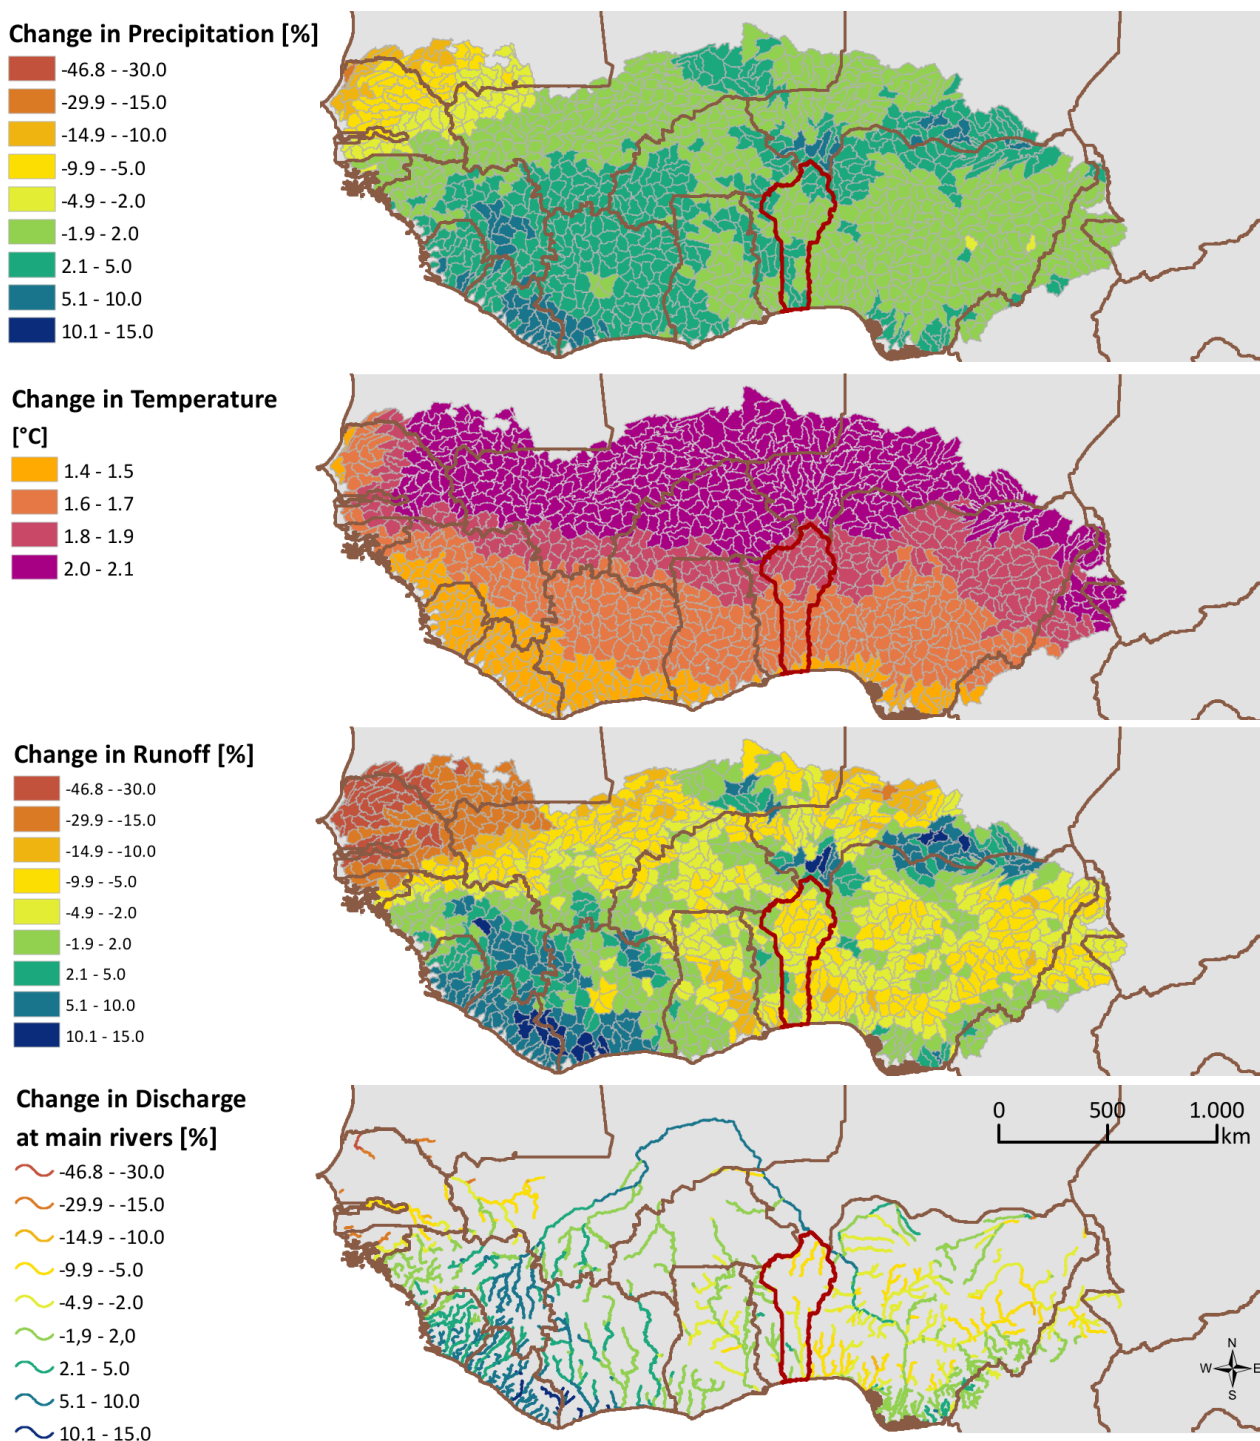 Change in Precipitation [%]
-46.8 - -30.0
-29.9 - -15.0
-14.9 - -10.0
-9.9 - -5.0
-4.9 - -2.0
-1.9 - 2.0
2.1 - 5.0
5.1 - 10.0
10.1 - 15.0
Change in Temperature
[°C]
1.4 - 1.5
1.6 - 1.7
1.8 - 1.9
2.0 - 2.1
Change in Runoff [%]
-46.8 - -30.0
-29.9 - -15.0
-14.9 - -10.0
-9.9 - -5.0
-4.9 - -2.0
-1.9 - 2.0
2.1 - 5.0
5.1 - 10.0
10.1 - 15.0
Change in Discharge
at main rivers [%]
-46.8 - -30.0
-29.9 - -15.0
-14.9 - -10.0
-9.9 - -5.0
-4.9 - -2.0
-1,9 - 2,0
2.1 - 5.0
5.1 - 10.0
10.1 - 15.0
0 500 1.000
km
N
W E
S